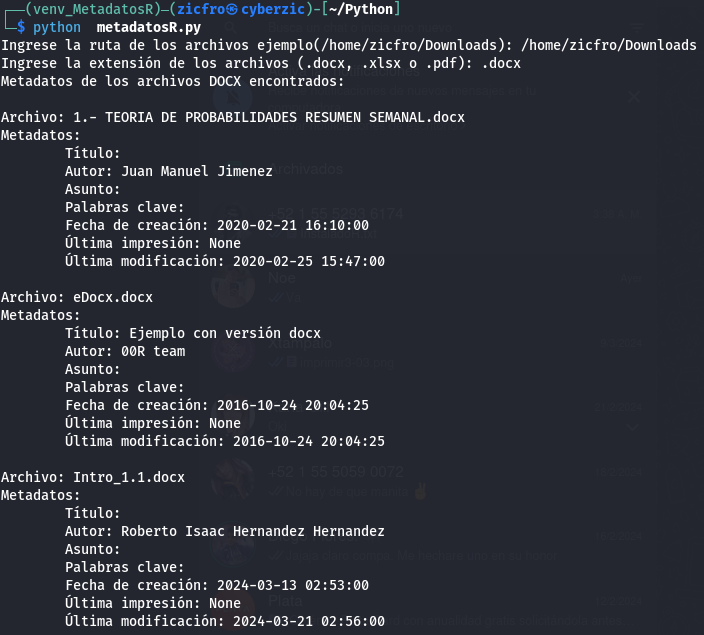 ┌──(venv_MetadatosR)─(zicfro㉿cyberzic)-[~/Python]
└─$ python  metadatosR.py
Ingrese la ruta de los archivos ejemplo(/home/zicfro/Downloads): /home/zicfro/Downloads
Ingrese la extensión de los archivos (.docx, .xlsx o .pdf): .docx
Metadatos de los archivos DOCX encontrados:

Archivo: 1.- TEORIA DE PROBABILIDADES RESUMEN SEMANAL.docx
Metadatos:
        Título:
        Autor: Juan Manuel Jimenez
        Asunto:
        Palabras clave:
        Fecha de creación: 2020-02-21 16:10:00
        Última impresión: None
        Última modificación: 2020-02-25 15:47:00

Archivo: eDocx.docx
Metadatos:
        Título: Ejemplo con versión docx
        Autor: 00R team
        Asunto:
        Palabras clave:
        Fecha de creación: 2016-10-24 20:04:25
        Última impresión: None
        Última modificación: 2016-10-24 20:04:25

Archivo: Intro_1.1.docx
Metadatos:
        Título:
        Autor: Roberto Isaac Hernandez Hernandez
        Asunto:
        Palabras clave:
        Fecha de creación: 2024-03-13 02:53:00
        Última impresión: None
        Última modificación: 2024-03-21 02:56:00